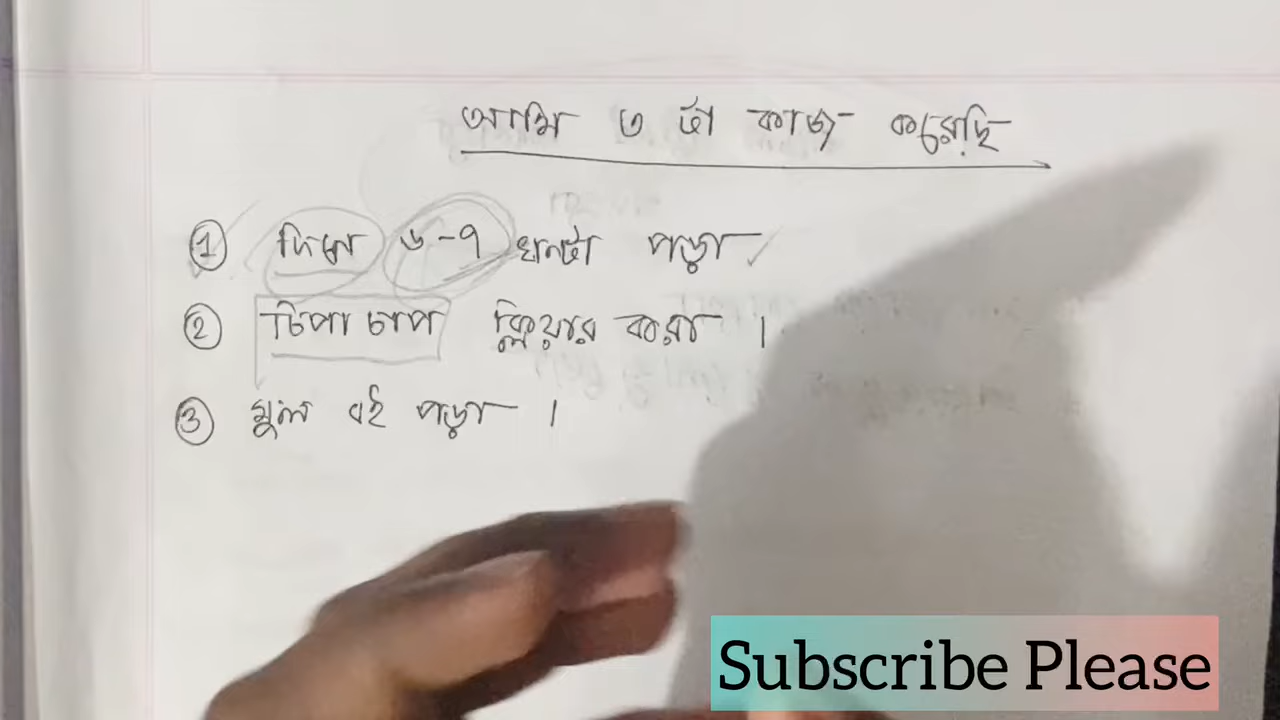 আমি ৩ টা কাজ করেছি
① দিনে ৬-৭ ঘন্টা পড়া
② টিপা চাপ ক্লিয়ার করা ।
③ মুল বই পড়া ।
Subscribe Please